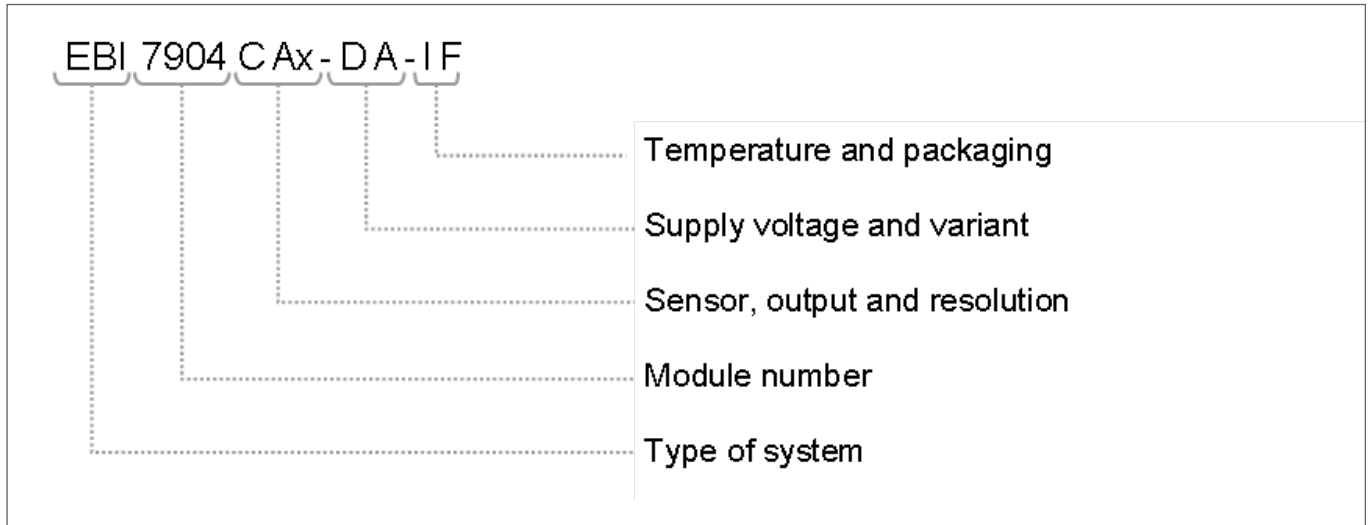 EBI 7904 CAx-DA-IF
Temperature and packaging
Supply voltage and variant
Sensor, output and resolution
Module number
Type of system